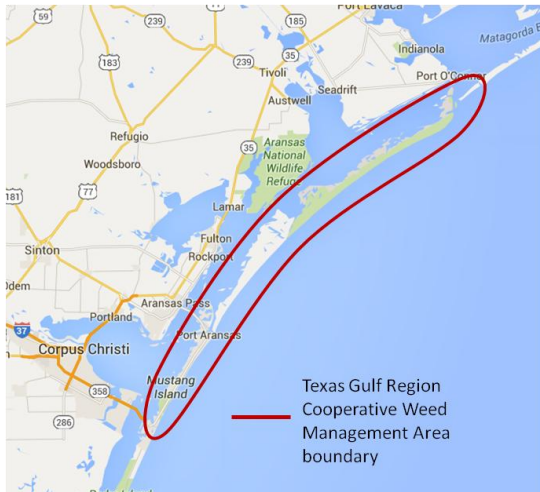 59
239
185
Port Lavaca
183
35
Indianola
Matagorda
239
Tivoli
Port O'Connor
Seadrift
Austwell
Refugio
35
Aransas
National
Wildlife
Refuge
Woodsboro
77
181
Lamar
Sinton
Fulton
Rockport
Odem
Aransas Pass
Portland
37
Port Aransas
Corpus Christi
Mustang
Island
358
286
Texas Gulf Region
Cooperative Weed
Management Area
boundary